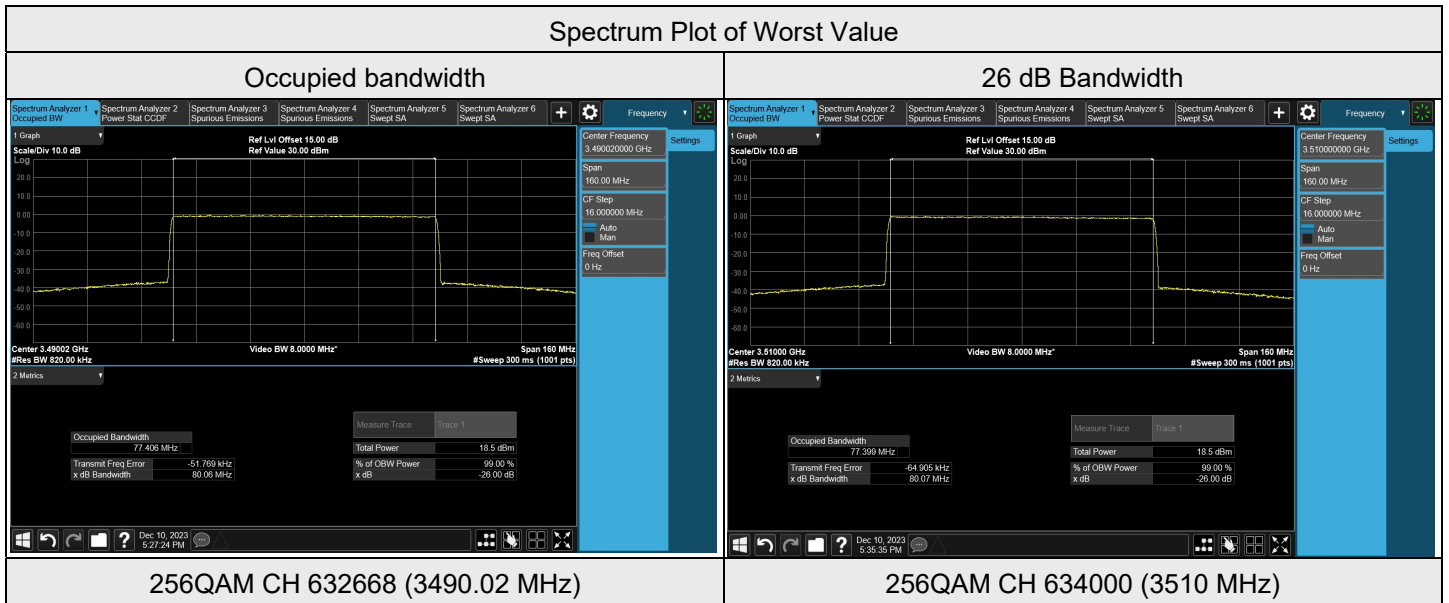 Spectrum Plot of Worst Value
Occupied bandwidth
26 dB Bandwidth
Spectrum Analyzer 1
Occupied BW
Spectrum Analyzer 2
Power Stat CCDF
Spectrum Analyzer 3
Spurious Emissions
Spectrum Analyzer 4
Spurious Emissions
Spectrum Analyzer 5
Swept SA
Spectrum Analyzer 6
Swept SA
+
Frequency
1 Graph
Scale/Div 10.0 dB
Ref Lvl Offset 15.00 dB
Ref Value 30.00 dBm
Log
20.0
10.0
0.00
-10.0
-20.0
-30.0
-40.0
-50.0
-60.0
Center 3.49002 GHz
#Res BW 820.00 kHz
Video BW 8.0000 MHz*
Span 160 MHz
#Sweep 300 ms (1001 pts)
Center Frequency
3.490020000 GHz
Settings
Span
160.00 MHz
CF Step
16.000000 MHz
Auto
Man
Freq Offset
0 Hz
2 Metrics
Measure Trace Trace 1
Occupied Bandwidth
77.406 MHz
Total Power 18.5 dBm
Transmit Freq Error -51.769 kHz
% of OBW Power 99.00 %
x dB Bandwidth 80.06 MHz
x dB -26.00 dB
?
Dec 10, 2023
5:27:24 PM
Spectrum Analyzer 1
Occupied BW
Spectrum Analyzer 2
Power Stat CCDF
Spectrum Analyzer 3
Spurious Emissions
Spectrum Analyzer 4
Spurious Emissions
Spectrum Analyzer 5
Swept SA
Spectrum Analyzer 6
Swept SA
+
Frequency
1 Graph
Scale/Div 10.0 dB
Ref Lvl Offset 15.00 dB
Ref Value 30.00 dBm
Log
20.0
10.0
0.00
-10.0
-20.0
-30.0
-40.0
-50.0
-60.0
Center 3.51000 GHz
#Res BW 820.00 kHz
Video BW 8.0000 MHz*
Span 160 MHz
#Sweep 300 ms (1001 pts)
Center Frequency
3.510000000 GHz
Settings
Span
160.00 MHz
CF Step
16.000000 MHz
Auto
Man
Freq Offset
0 Hz
2 Metrics
Measure Trace Trace 1
Occupied Bandwidth
77.399 MHz
Total Power 18.5 dBm
Transmit Freq Error -64.905 kHz
% of OBW Power 99.00 %
x dB Bandwidth 80.07 MHz
x dB -26.00 dB
?
Dec 10, 2023
5:35:35 PM
256QAM CH 632668 (3490.02 MHz)
256QAM CH 634000 (3510 MHz)